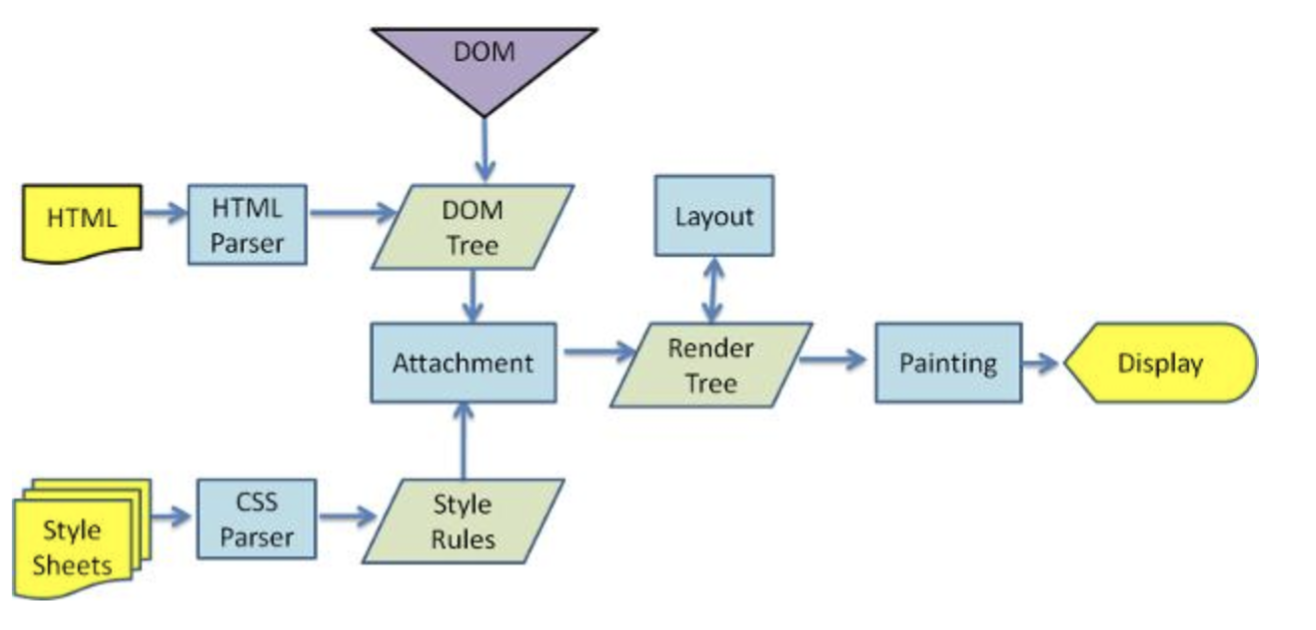 DOM
HTML
HTML
Parser
DOM
Tree
Layout
Attachment
Render
Tree
Painting
Display
Style
Sheets
CSS
Parser
Style
Rules